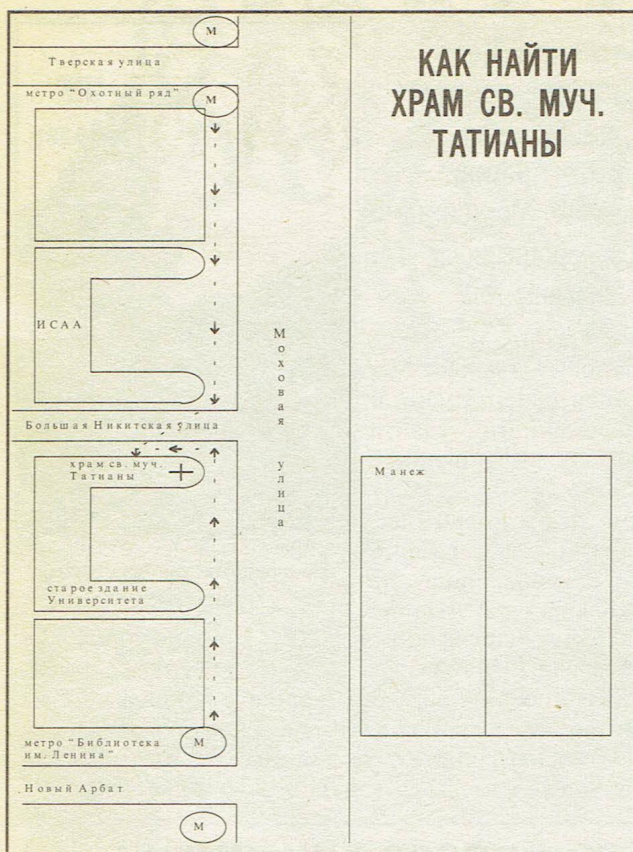 КАК НАЙТИ
ХРАМ СВ. МУЧ.
ТАТИАНЫ
М
Тверская улица
метро "Охотный ряд"
М
ИСАА
Моховая улица
Большая Никитская улица
храм св. муч.
Татианы
Манеж
старое здание
Университета
метро "Библиотека
им. Ленина"
М
Новый Арбат
М